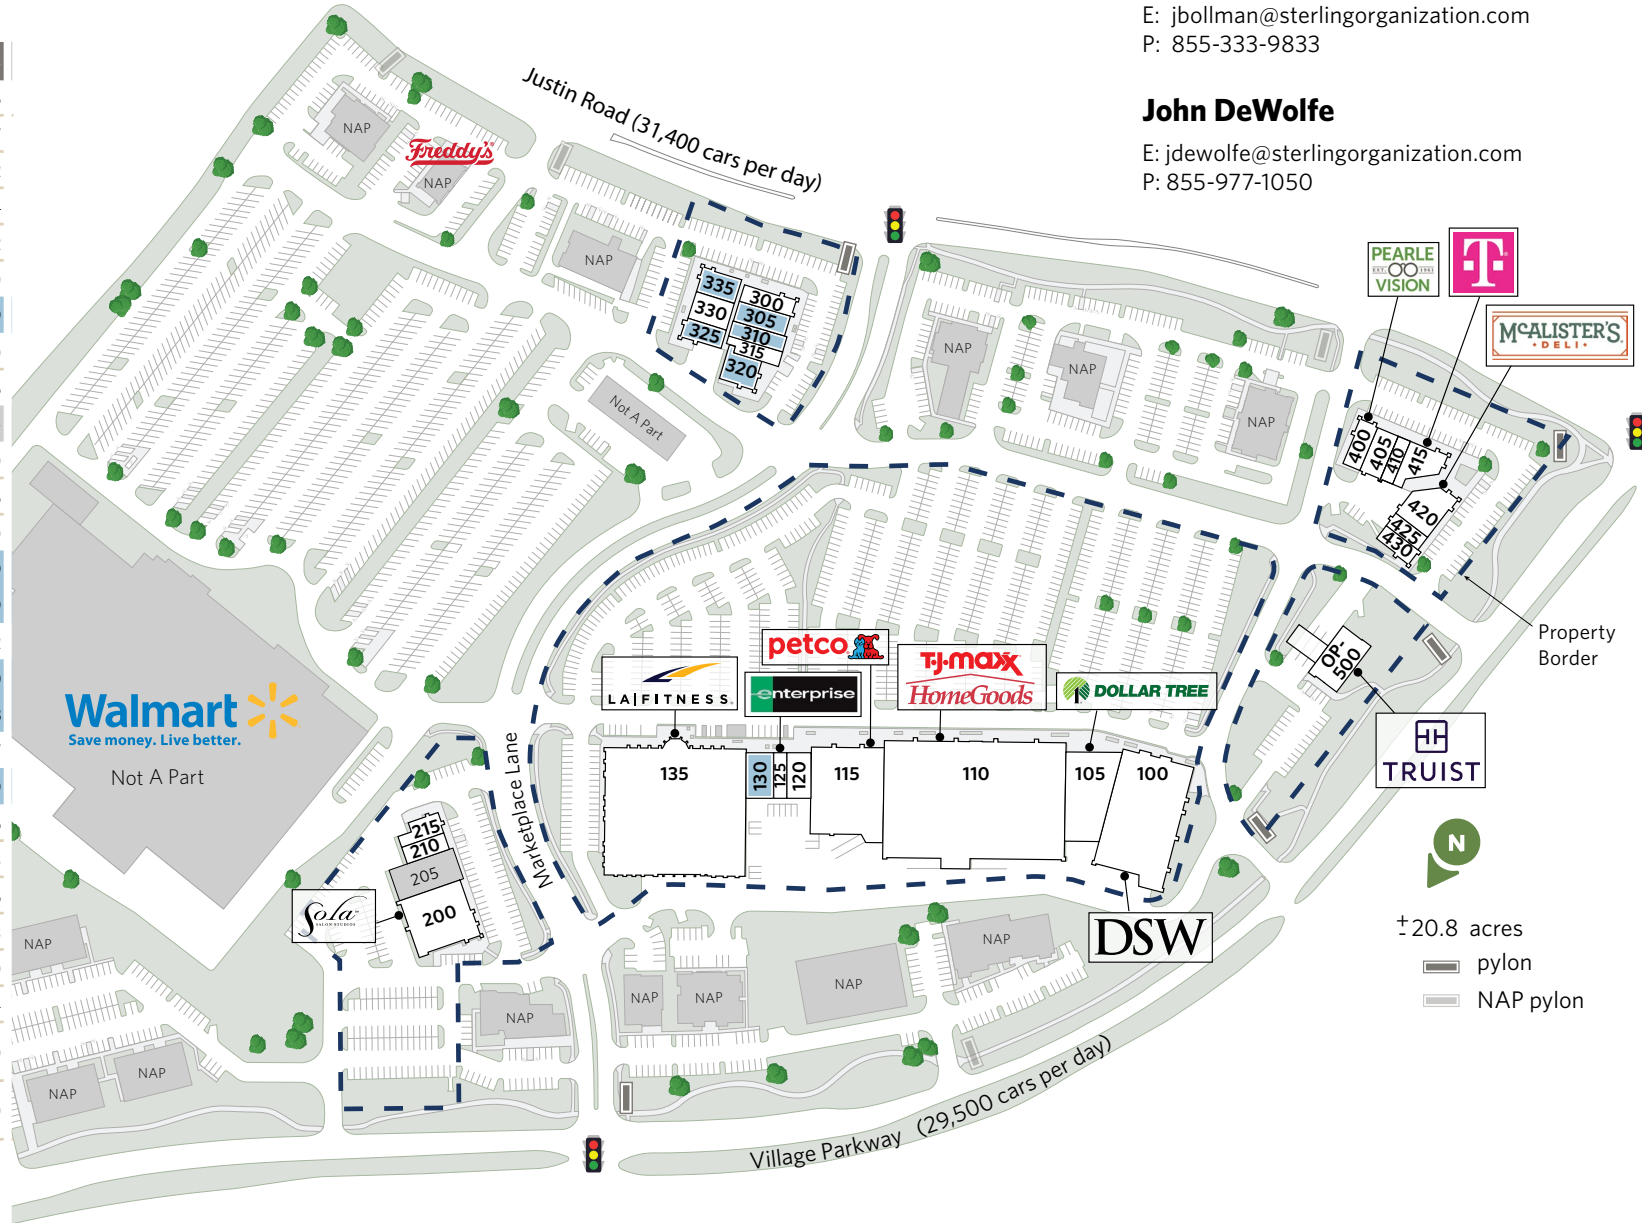 E: jbollman@sterlingorganization.com
P: 855-333-9833
John DeWolfe
E: jdewolfe@sterlingorganization.com
P: 855-977-1050
Justin Road (31,400 cars per day)
NAP
Freddy's
NAP
NAP
335
300
330
305
325
310
315
320
Not A Part
NAP
NAP
NAP
PEARLE
EST. 1961
VISION
T
McALISTER'S
DELI
400
405
410
415
420
425
430
Property
Border
OP-
500
TRUIST
Walmart
Save money. Live better.
Not A Part
Marketplace Lane
LA|FITNESS
petco
enterprise
T.J.maxx
HomeGoods
DOLLAR TREE
135
130
125
120
115
110
105
100
215
210
205
200
Sola
SALON STUDIOS
DSW
N
±20.8 acres
pylon
NAP pylon
NAP
NAP
NAP
NAP
NAP
NAP
NAP
NAP
Village Parkway (29,500 cars per day)